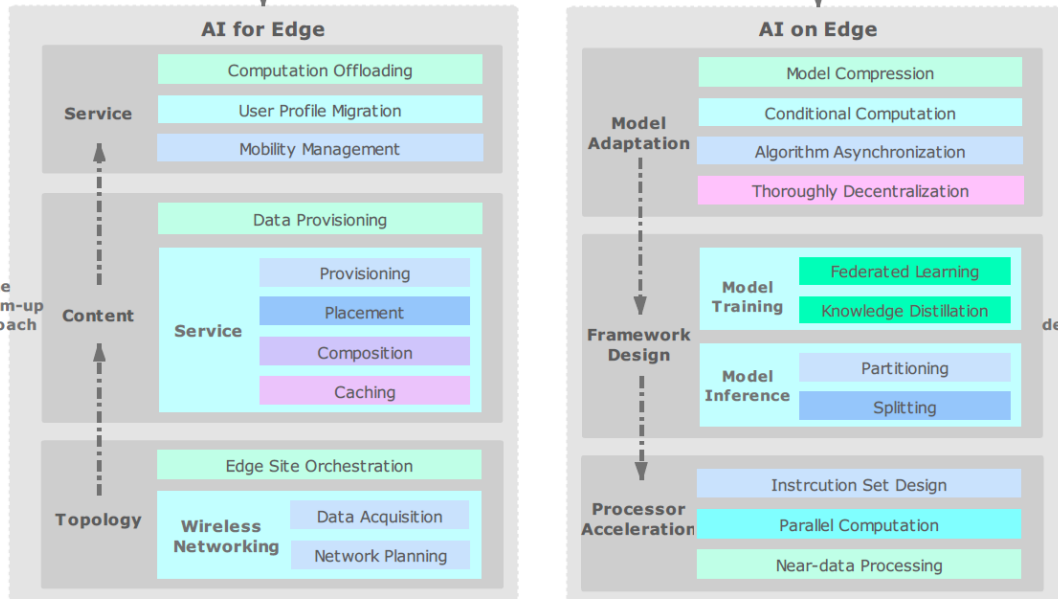 AI for Edge
Service
Computation Offloading
User Profile Migration
Mobility Management
e
m-up
oach
Content
Data Provisioning
Service
Provisioning
Placement
Composition
Caching
Topology
Edge Site Orchestration
Wireless
Networking
Data Acquisition
Network Planning
AI on Edge
Model
Adaptation
Model Compression
Conditional Computation
Algorithm Asynchronization
Thoroughly Decentralization
Framework
Design
Model
Training
Federated Learning
Knowledge Distillation
Model
Inference
Partitioning
Splitting
de
Processor
Acceleration
Instrcution Set Design
Parallel Computation
Near-data Processing